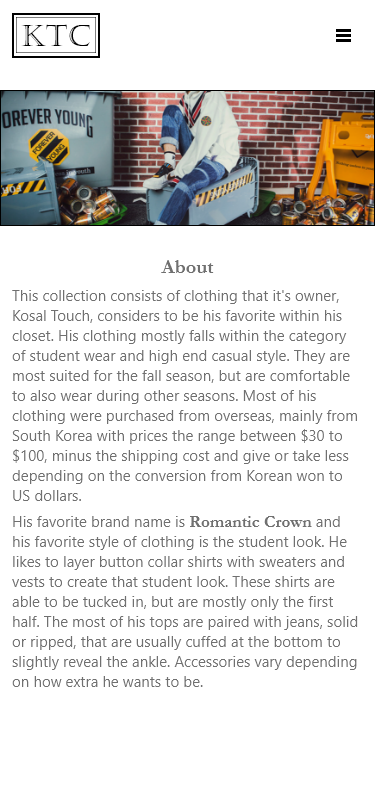 KTC
OREVER YOUNG
FOREVER
YOUNG
About
This collection consists of clothing that it's owner,
Kosal Touch, considers to be his favorite within his
closet. His clothing mostly falls within the category
of student wear and high end casual style. They are
most suited for the fall season, but are comfortable
to also wear during other seasons. Most of his
clothing were purchased from overseas, mainly from
South Korea with prices the range between $30 to
$100, minus the shipping cost and give or take less
depending on the conversion from Korean won to
US dollars.
His favorite brand name is Romantic Crown and
his favorite style of clothing is the student look. He
likes to layer button collar shirts with sweaters and
vests to create that student look. These shirts are
able to be tucked in, but are mostly only the first
half. The most of his tops are paired with jeans, solid
or ripped, that are usually cuffed at the bottom to
slightly reveal the ankle. Accessories vary depending
on how extra he wants to be.